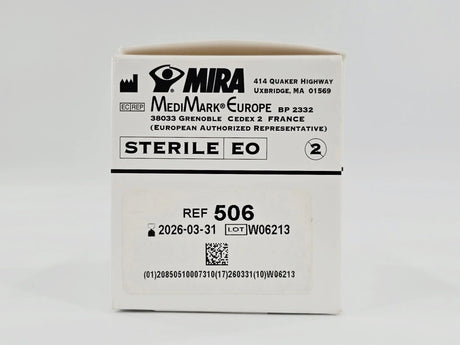 MIRA
414 QUAKER HIGHWAY
UXBRIDGE, MA 01569
EC REP MEDIMARK® EUROPE BP 2332
38033 GRENOBLE CEDEX 2 FRANCE
(EUROPEAN AUTHORIZED REPRESENTATIVE)
STERILE EO 2
REF 506
2026-03-31 LOT W06213
(01)20850510007310(17)260331(10)W06213